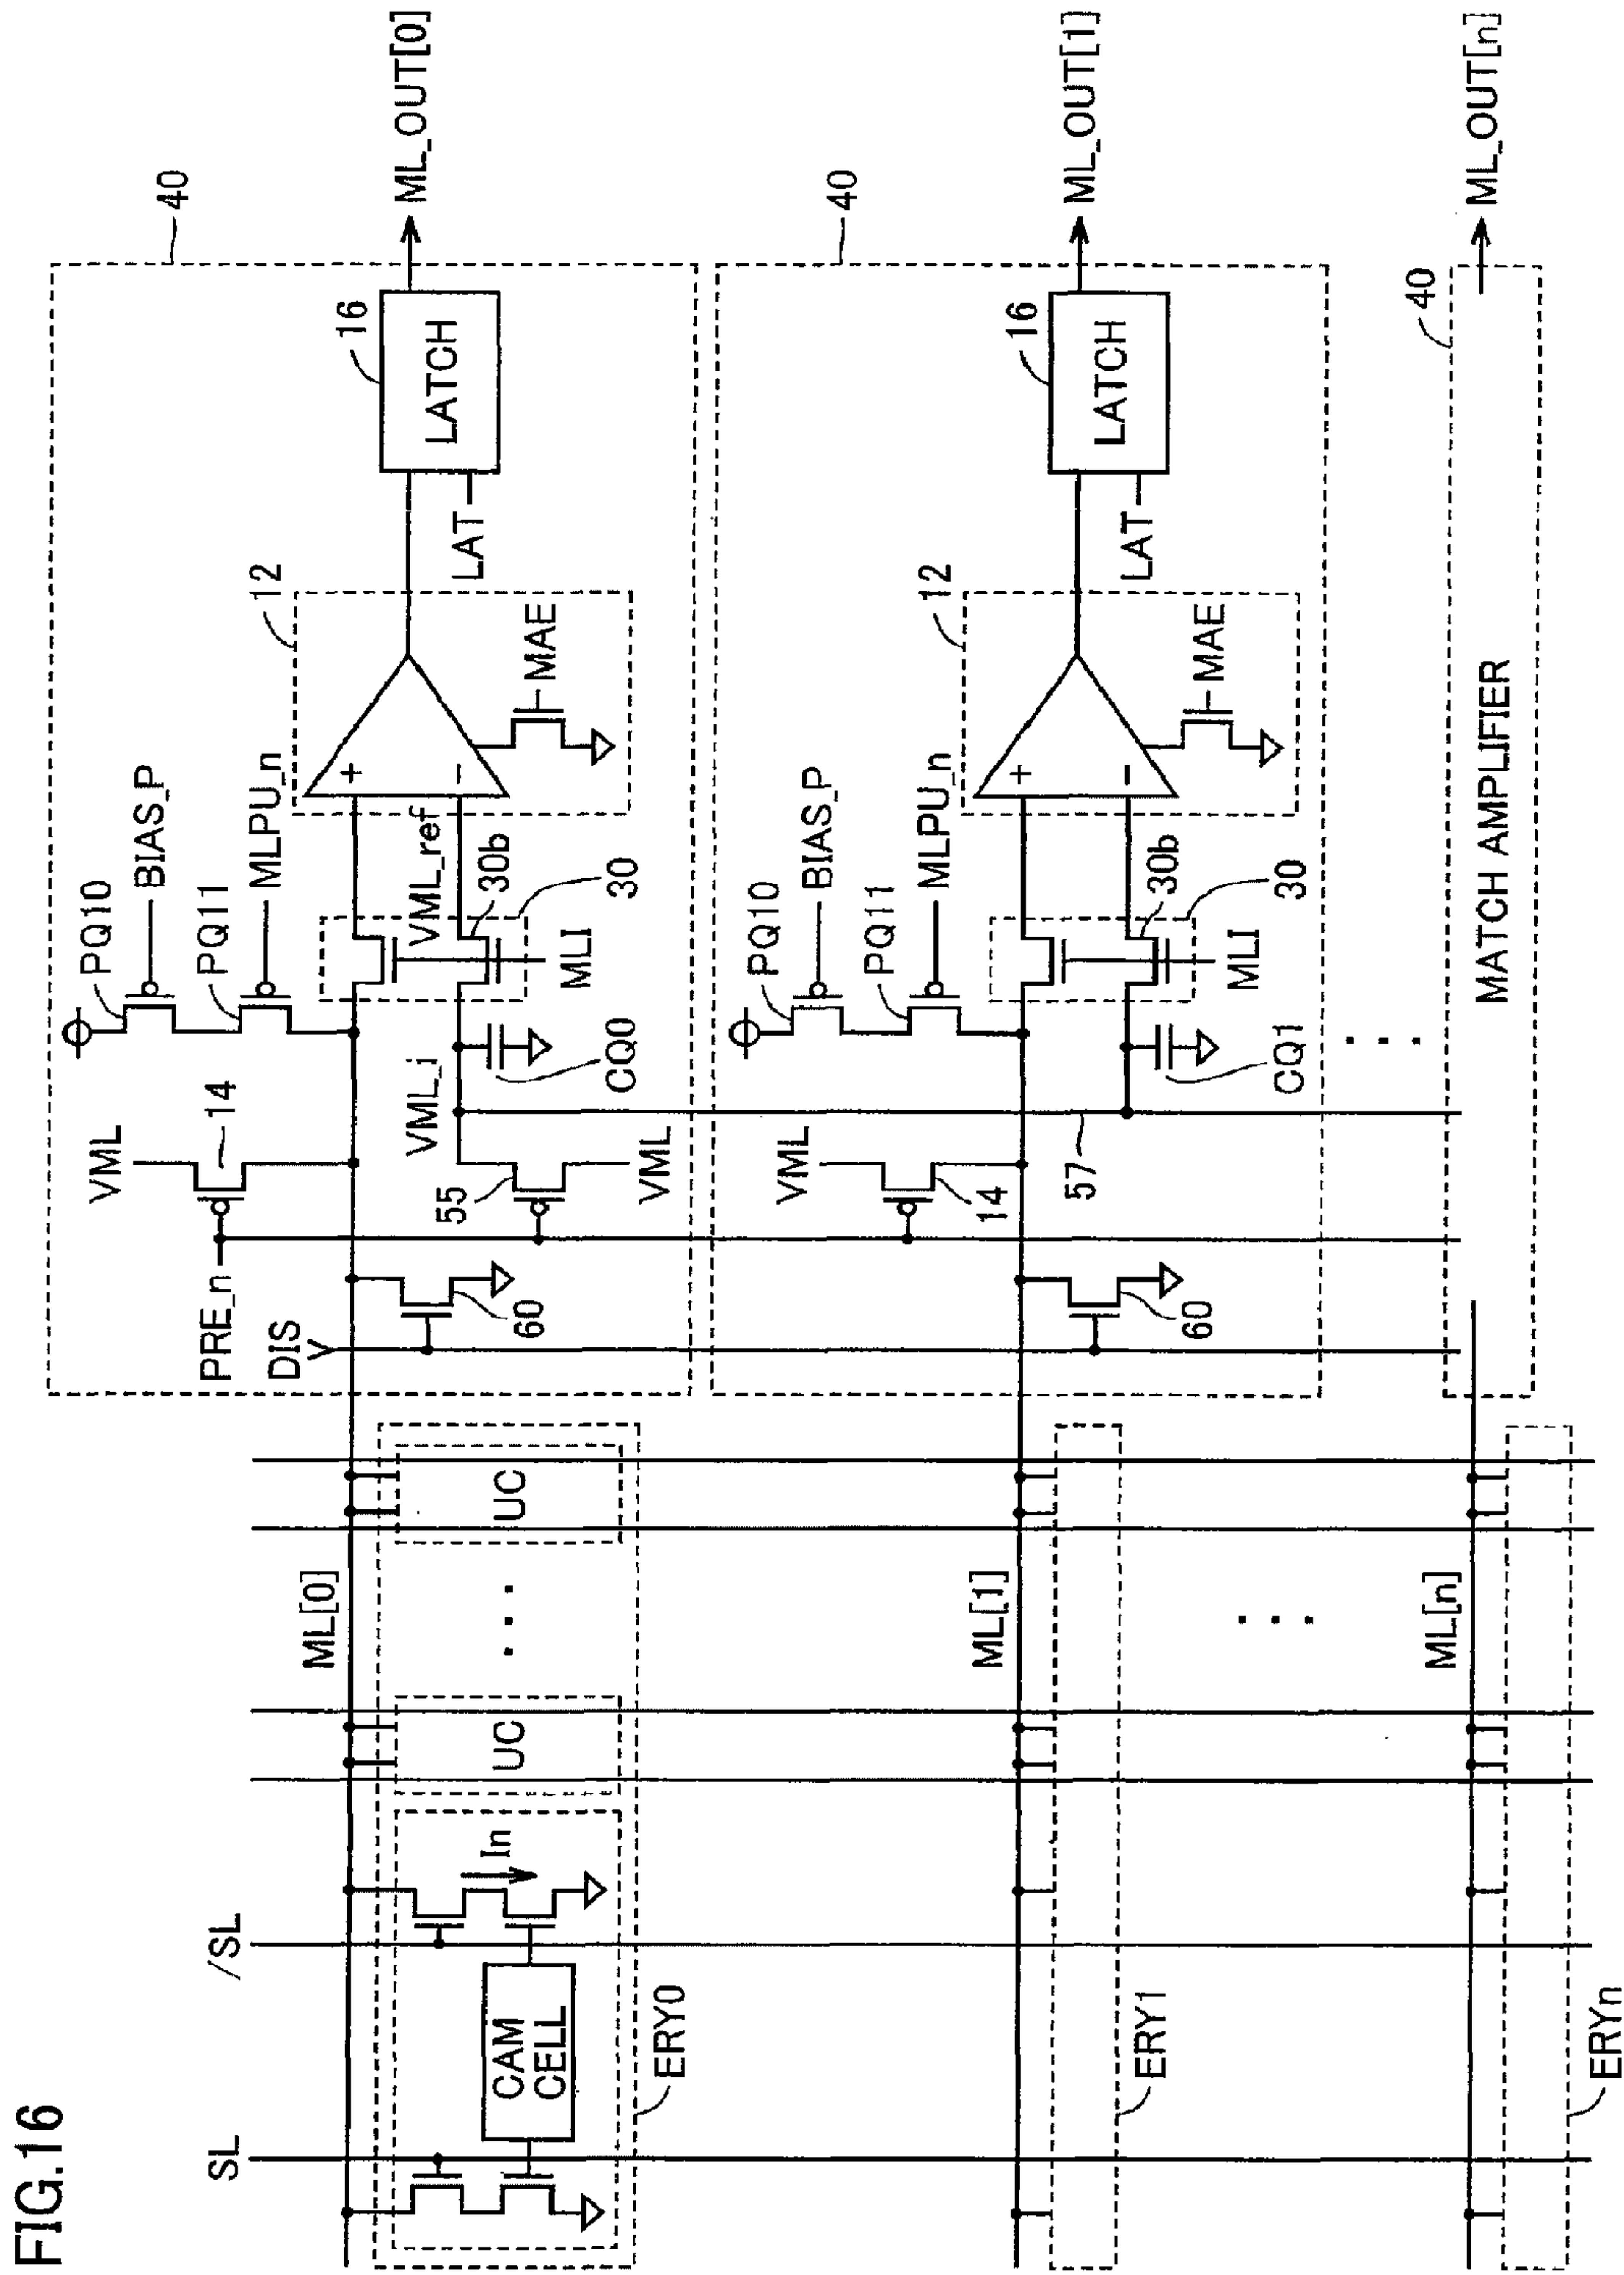 FIG.16
SL
/SL
ML[0]
CAM
CELL
In
UC
UC
ERY0
ML[1]
ERY1
ML[n]
ERYn
DIS
PRE_n
60
VML
14
55
VML
VML_j
CQ0
PQ10
BIAS_P
PQ11
MLPU_n
VML_ref
30b
30
MLI
+
−
12
MAE
LAT
LATCH
16
40
ML_OUT[0]
60
VML
14
57
CQ1
PQ10
BIAS_P
PQ11
MLPU_n
30b
30
MLI
+
−
12
MAE
LAT
LATCH
16
40
ML_OUT[1]
MATCH AMPLIFIER
40
ML_OUT[n]